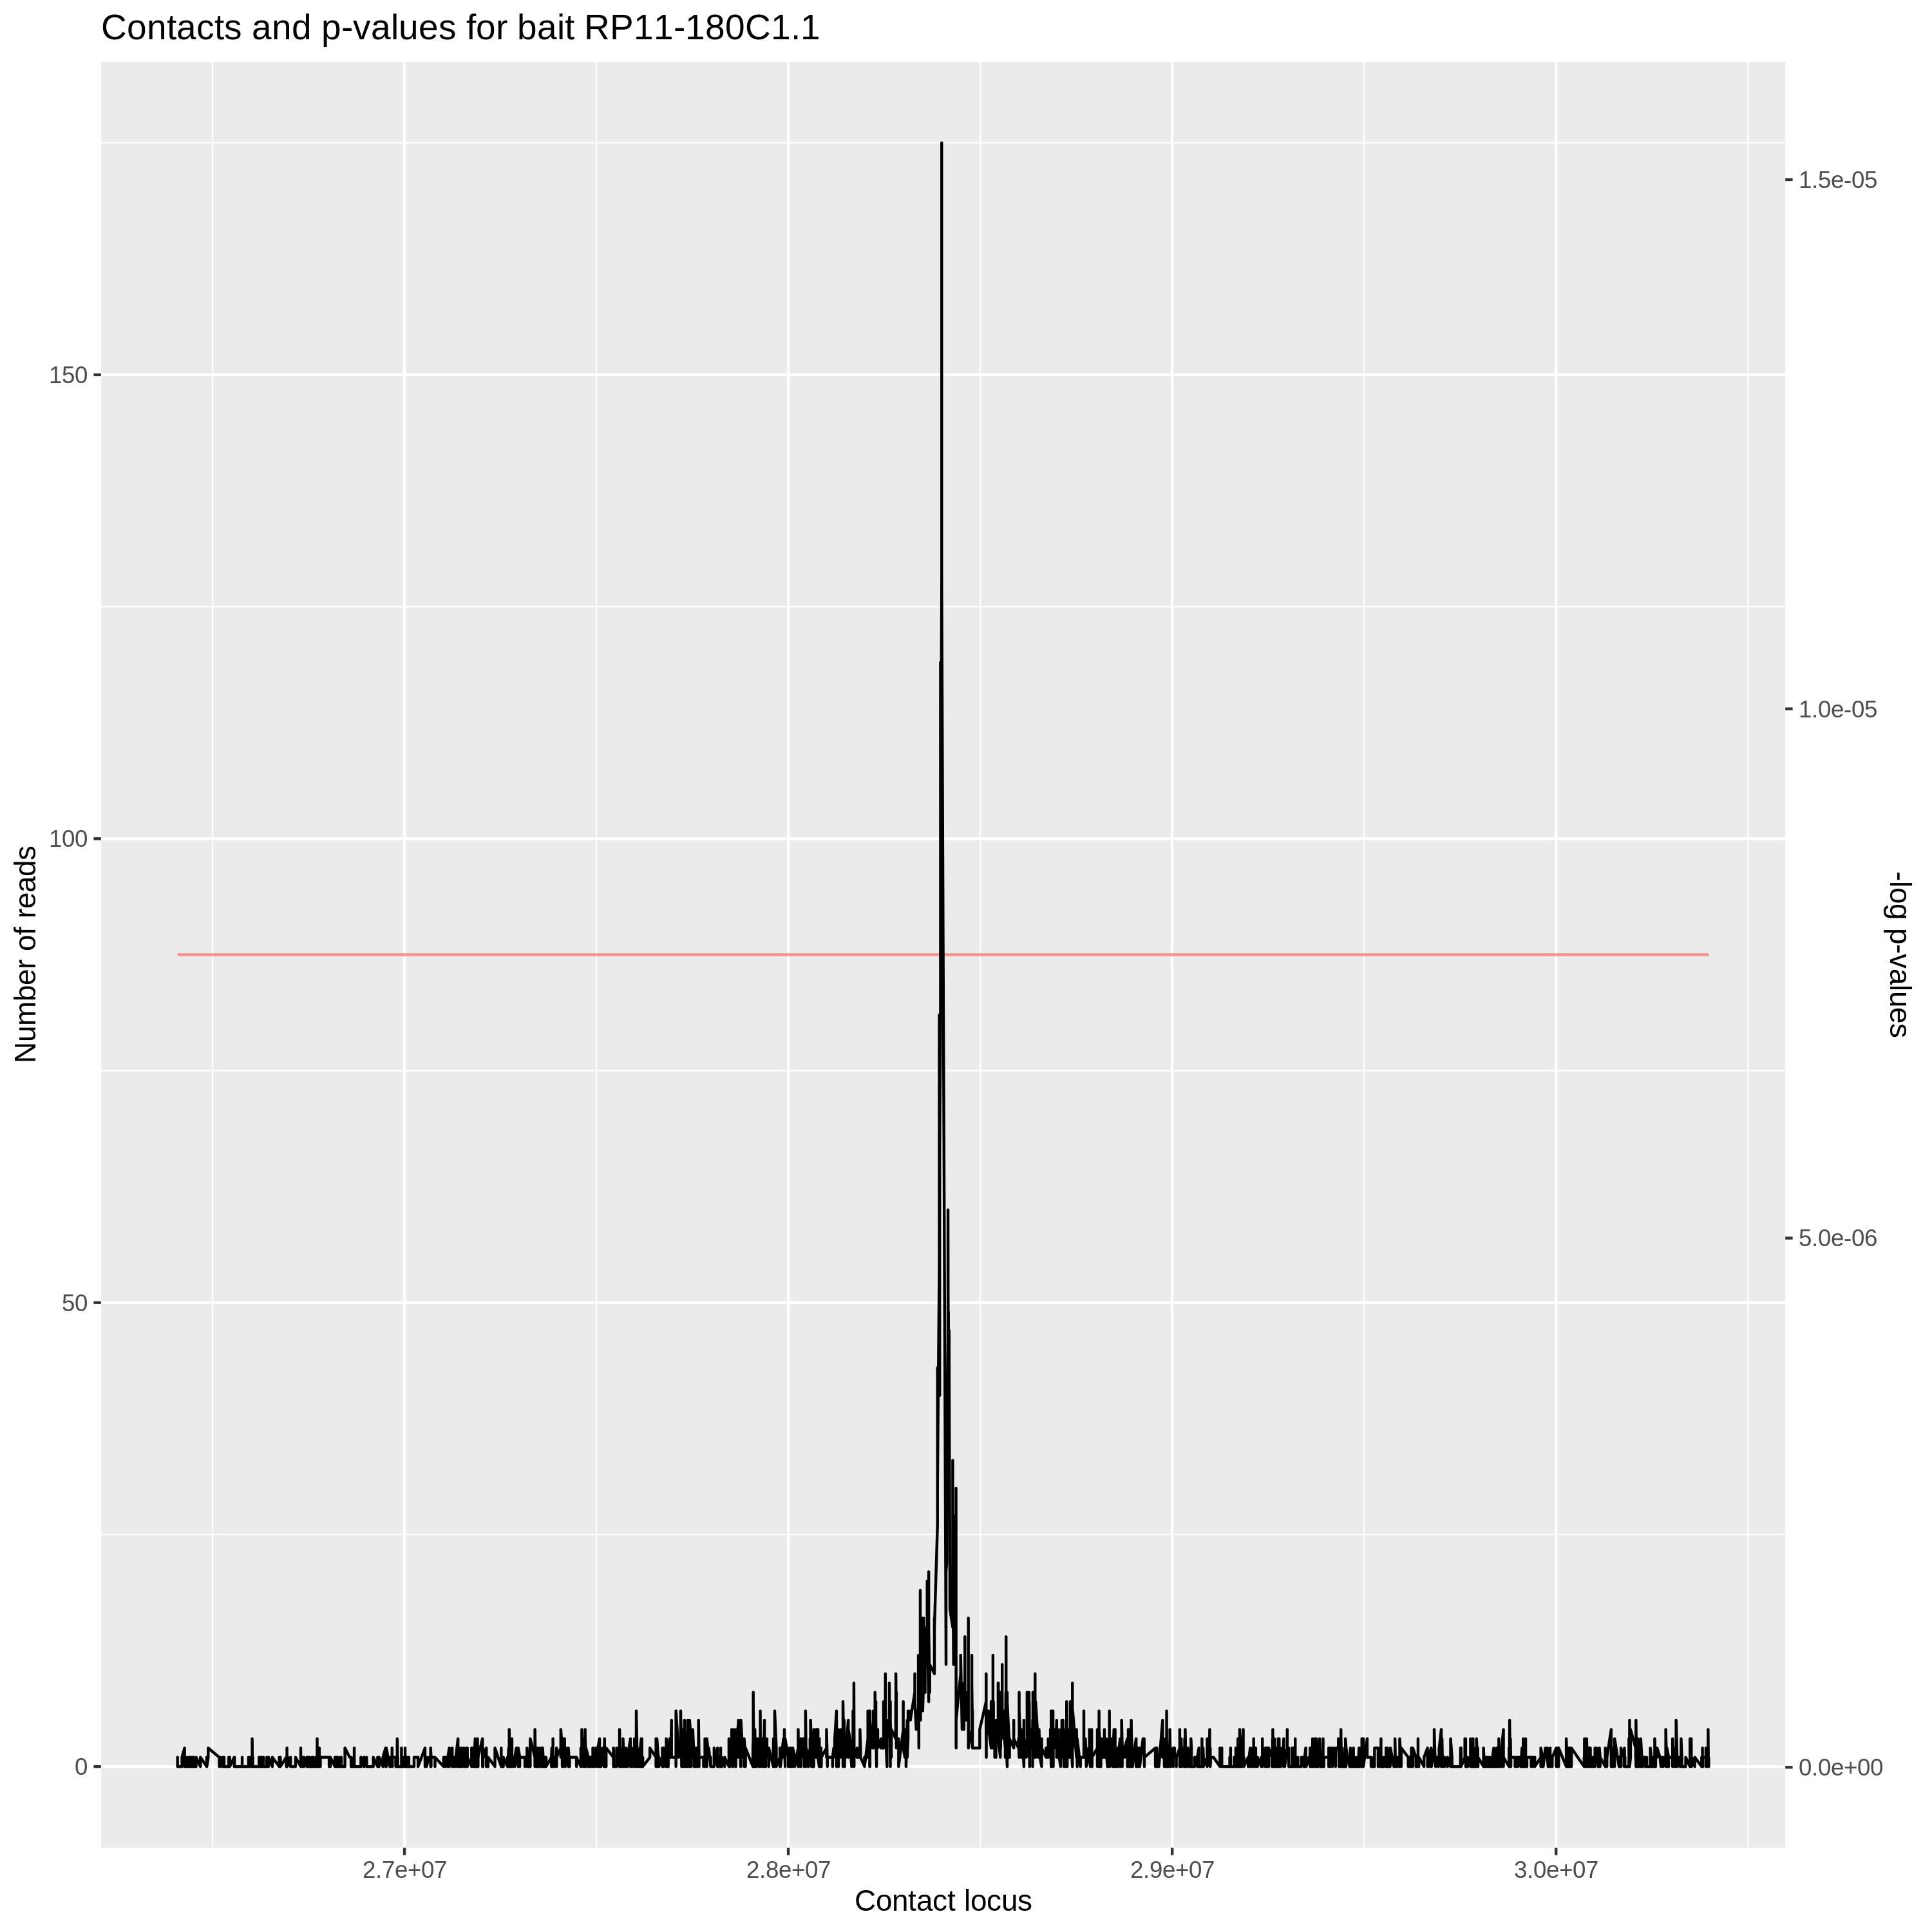 Contacts and p-values for bait RP11-180C1.1
150
100
50
0
Number of reads
1.5e-05
1.0e-05
5.0e-06
0.0e+00
-log p-values
2.7e+07
2.8e+07
2.9e+07
3.0e+07
Contact locus